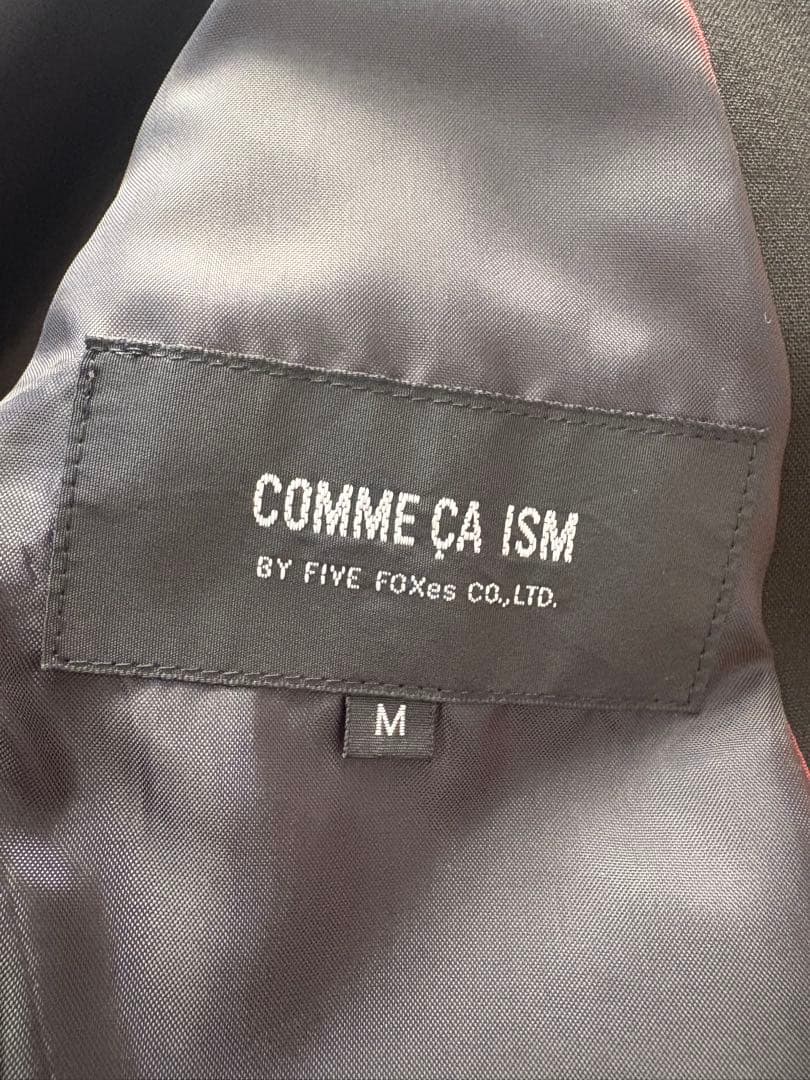 COMME ÇA ISM
BY FIVE FOXes CO.,LTD.
M